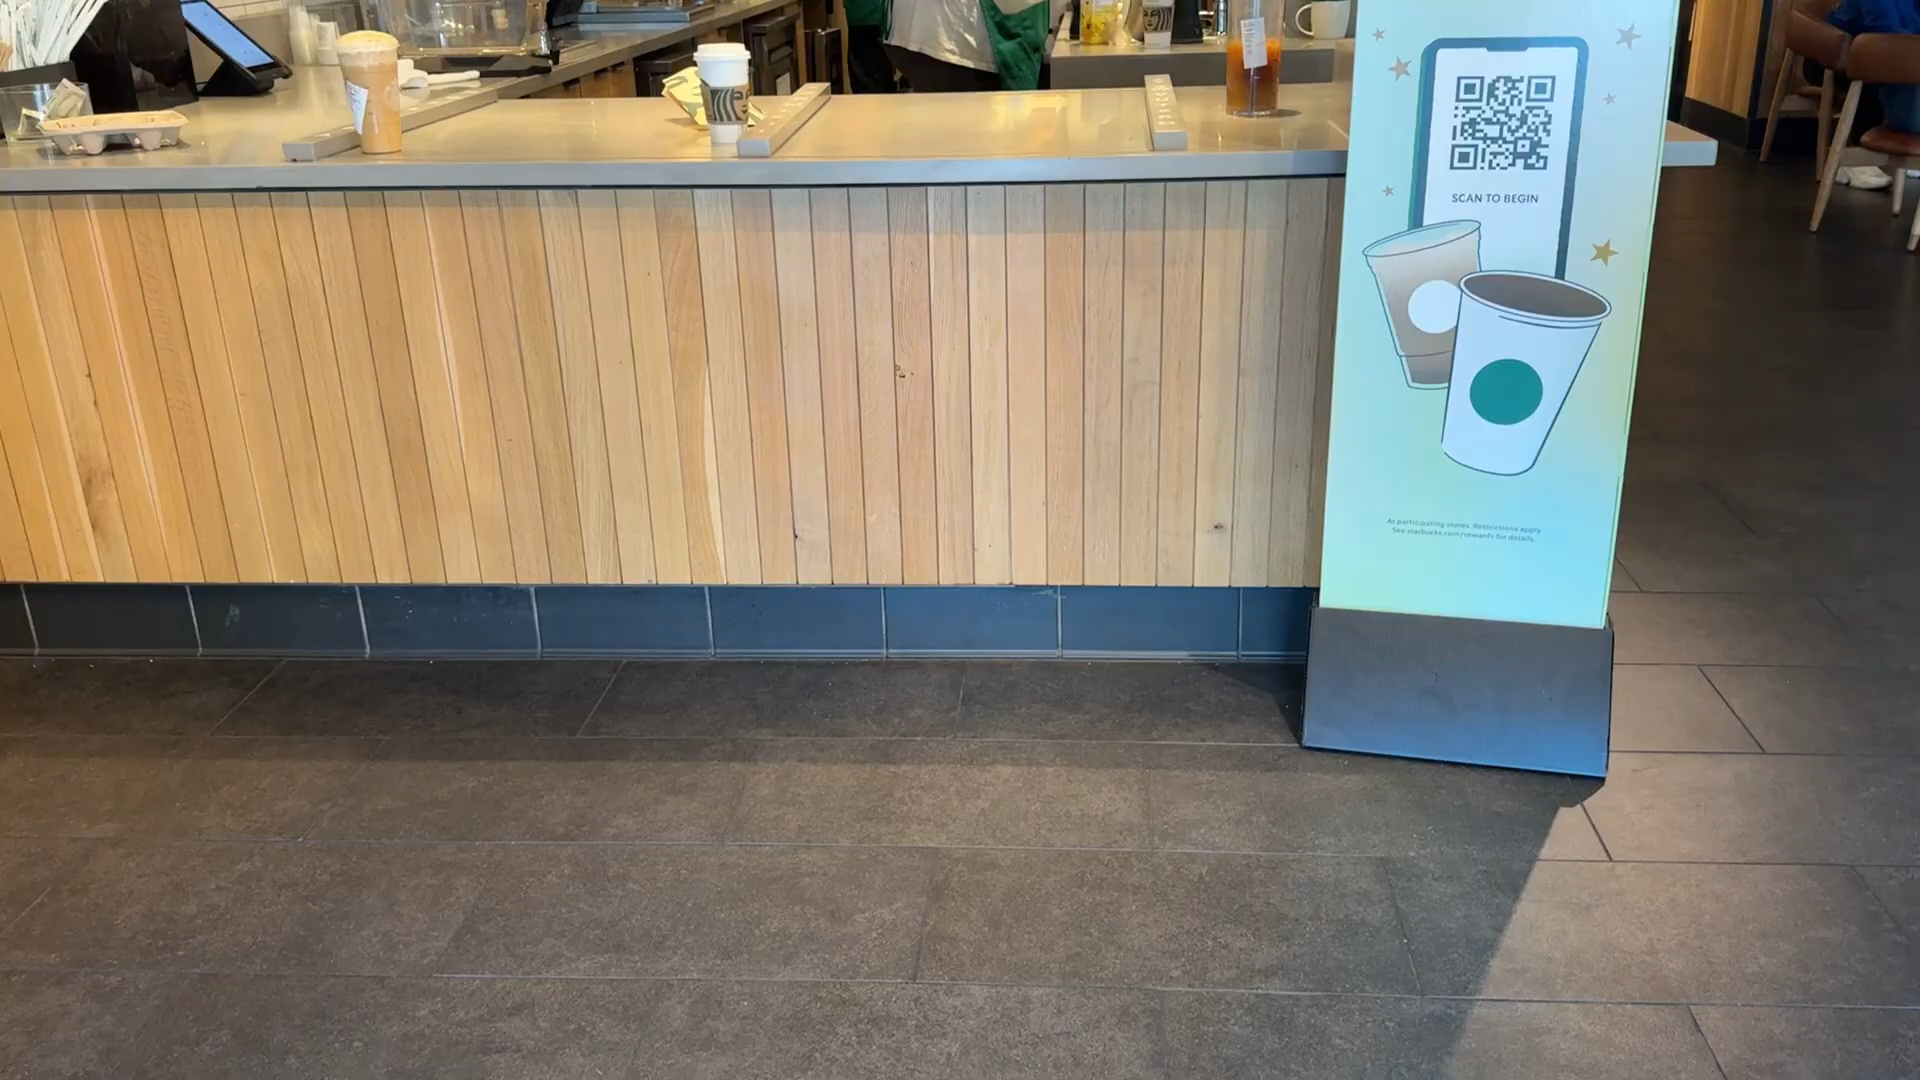 SCAN TO BEGIN
At participating stores. Restrictions apply.
See starbucks.com/rewards for details.